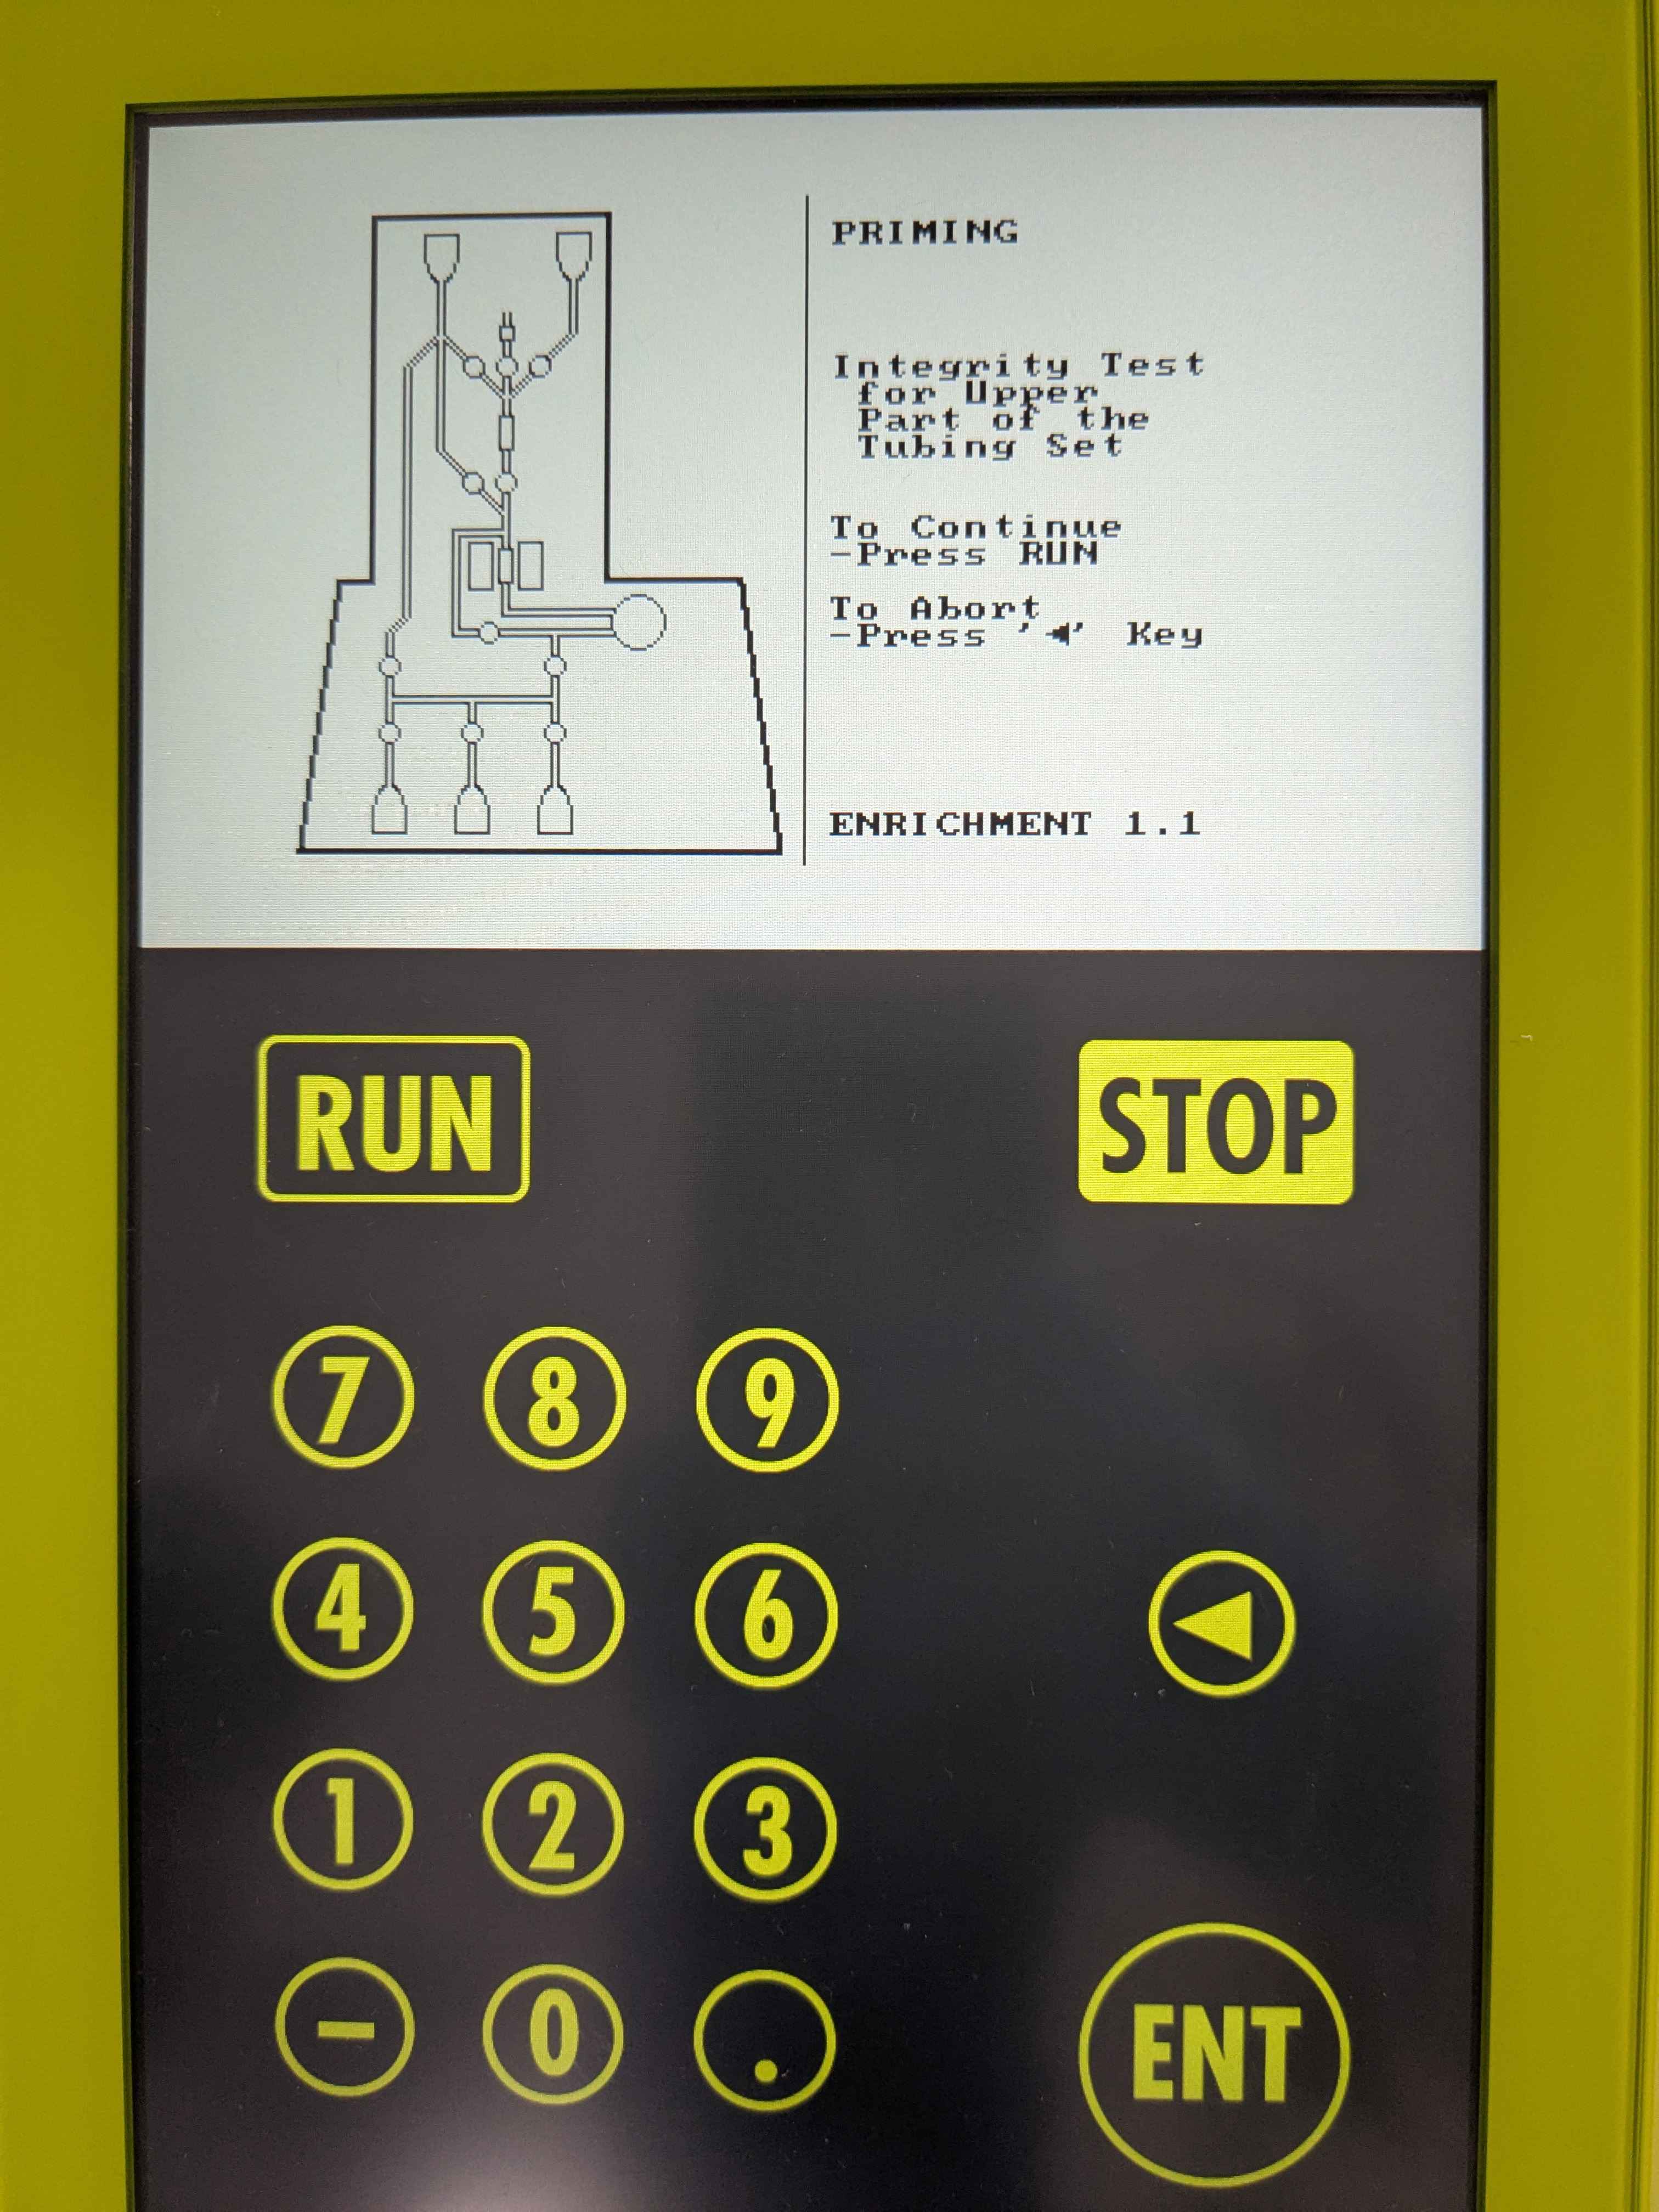 PRIMING
Integrity Test
for Upper
Part of the
Tubing Set
To Continue
-Press RUN
To Abort
-Press '◄' Key
ENRICHMENT 1.1
RUN
STOP
7 8 9
4 5 6
◄
1 2 3
- 0 .
ENT